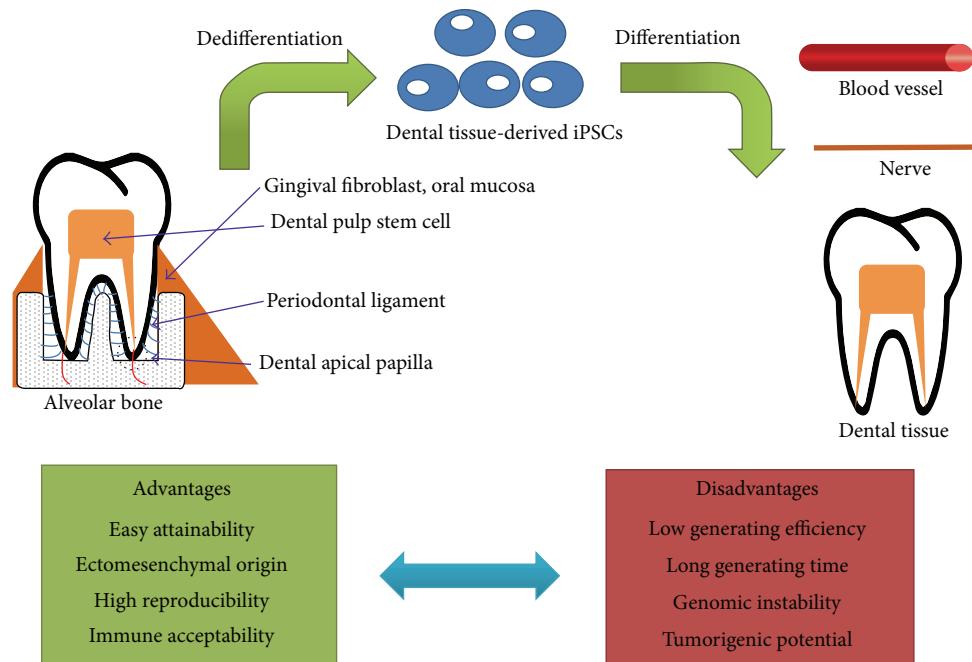 Dedifferentiation
Differentiation
Dental tissue-derived iPSCs
Blood vessel
Nerve
Gingival fibroblast, oral mucosa
Dental pulp stem cell
Periodontal ligament
Dental apical papilla
Alveolar bone
Dental tissue
Advantages
Easy attainability
Ectomesenchymal origin
High reproducibility
Immune acceptability
Disadvantages
Low generating efficiency
Long generating time
Genomic instability
Tumorigenic potential